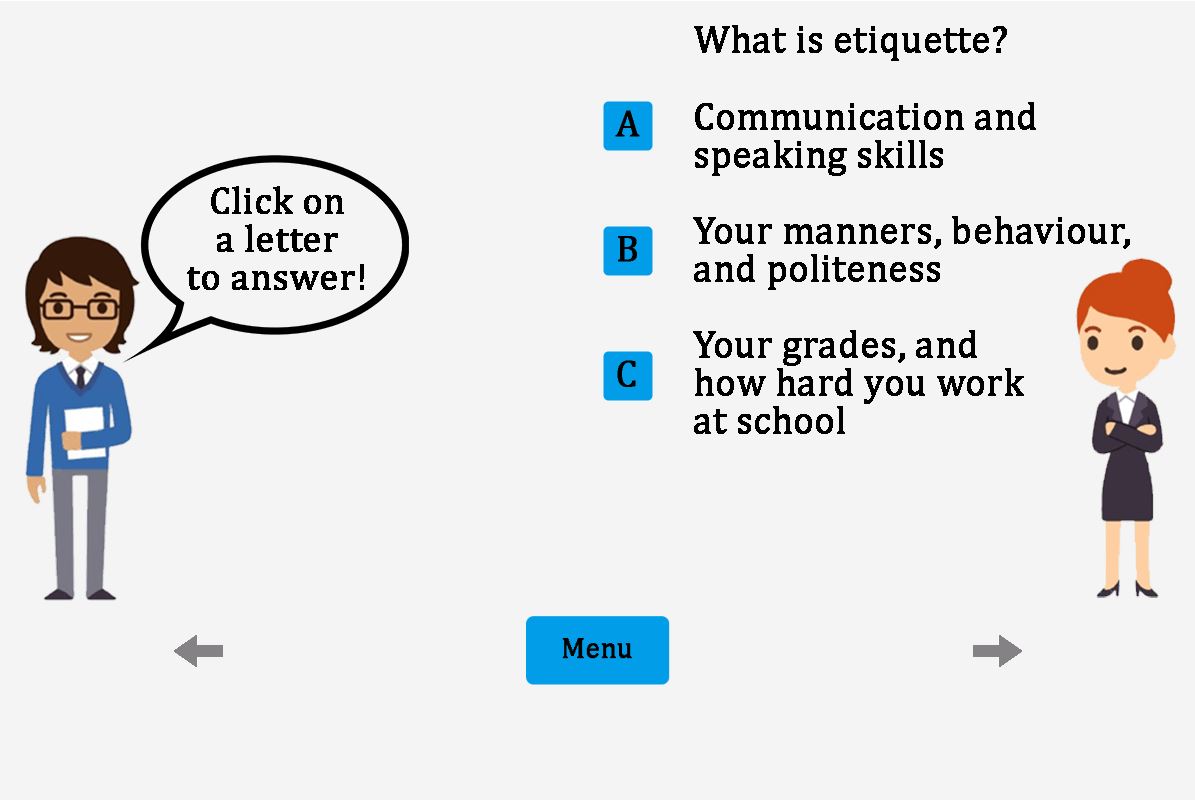 Click on
a letter
to answer!
What is etiquette?
A
Communication and
speaking skills
B
Your manners, behaviour,
and politeness
C
Your grades, and
how hard you work
at school
Menu